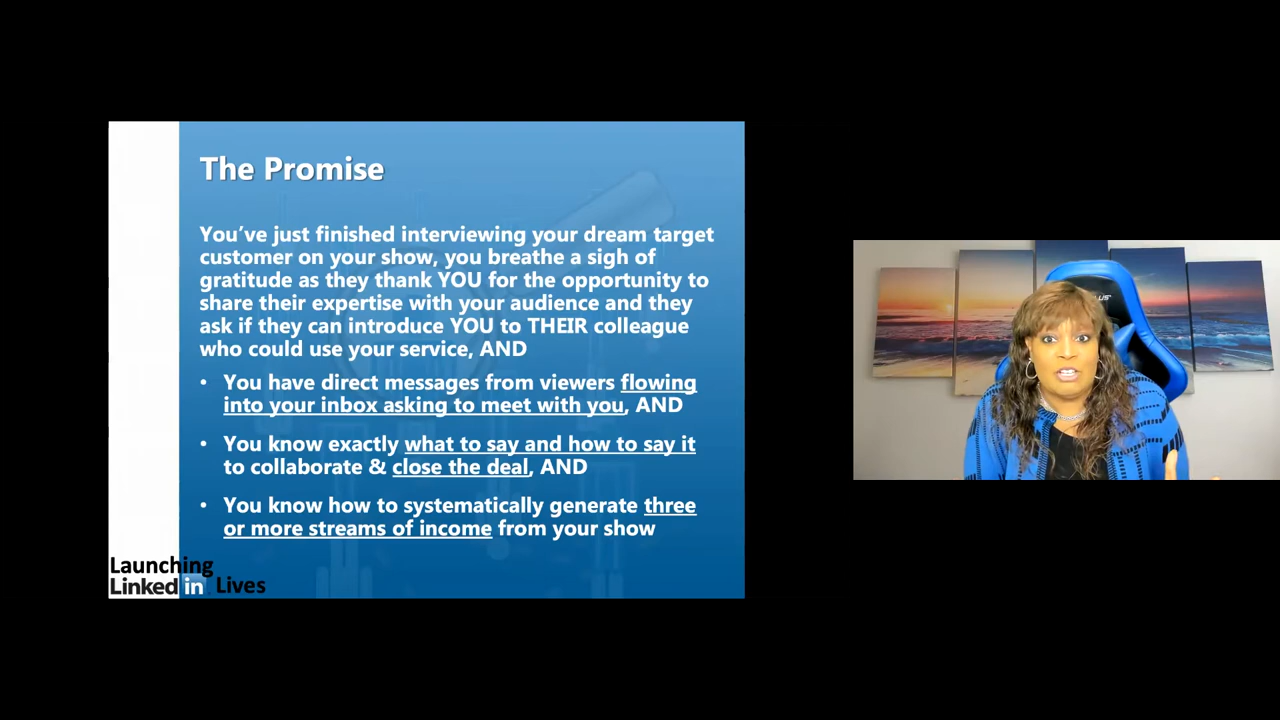 The Promise
You've just finished interviewing your dream target
customer on your show, you breathe a sigh of
gratitude as they thank YOU for the opportunity to
share their expertise with your audience and they
ask if they can introduce YOU to THEIR colleague
who could use your service, AND
• You have direct messages from viewers flowing
into your inbox asking to meet with you, AND
• You know exactly what to say and how to say it
to collaborate & close the deal, AND
• You know how to systematically generate three
or more streams of income from your show
Launching
Linked in Lives